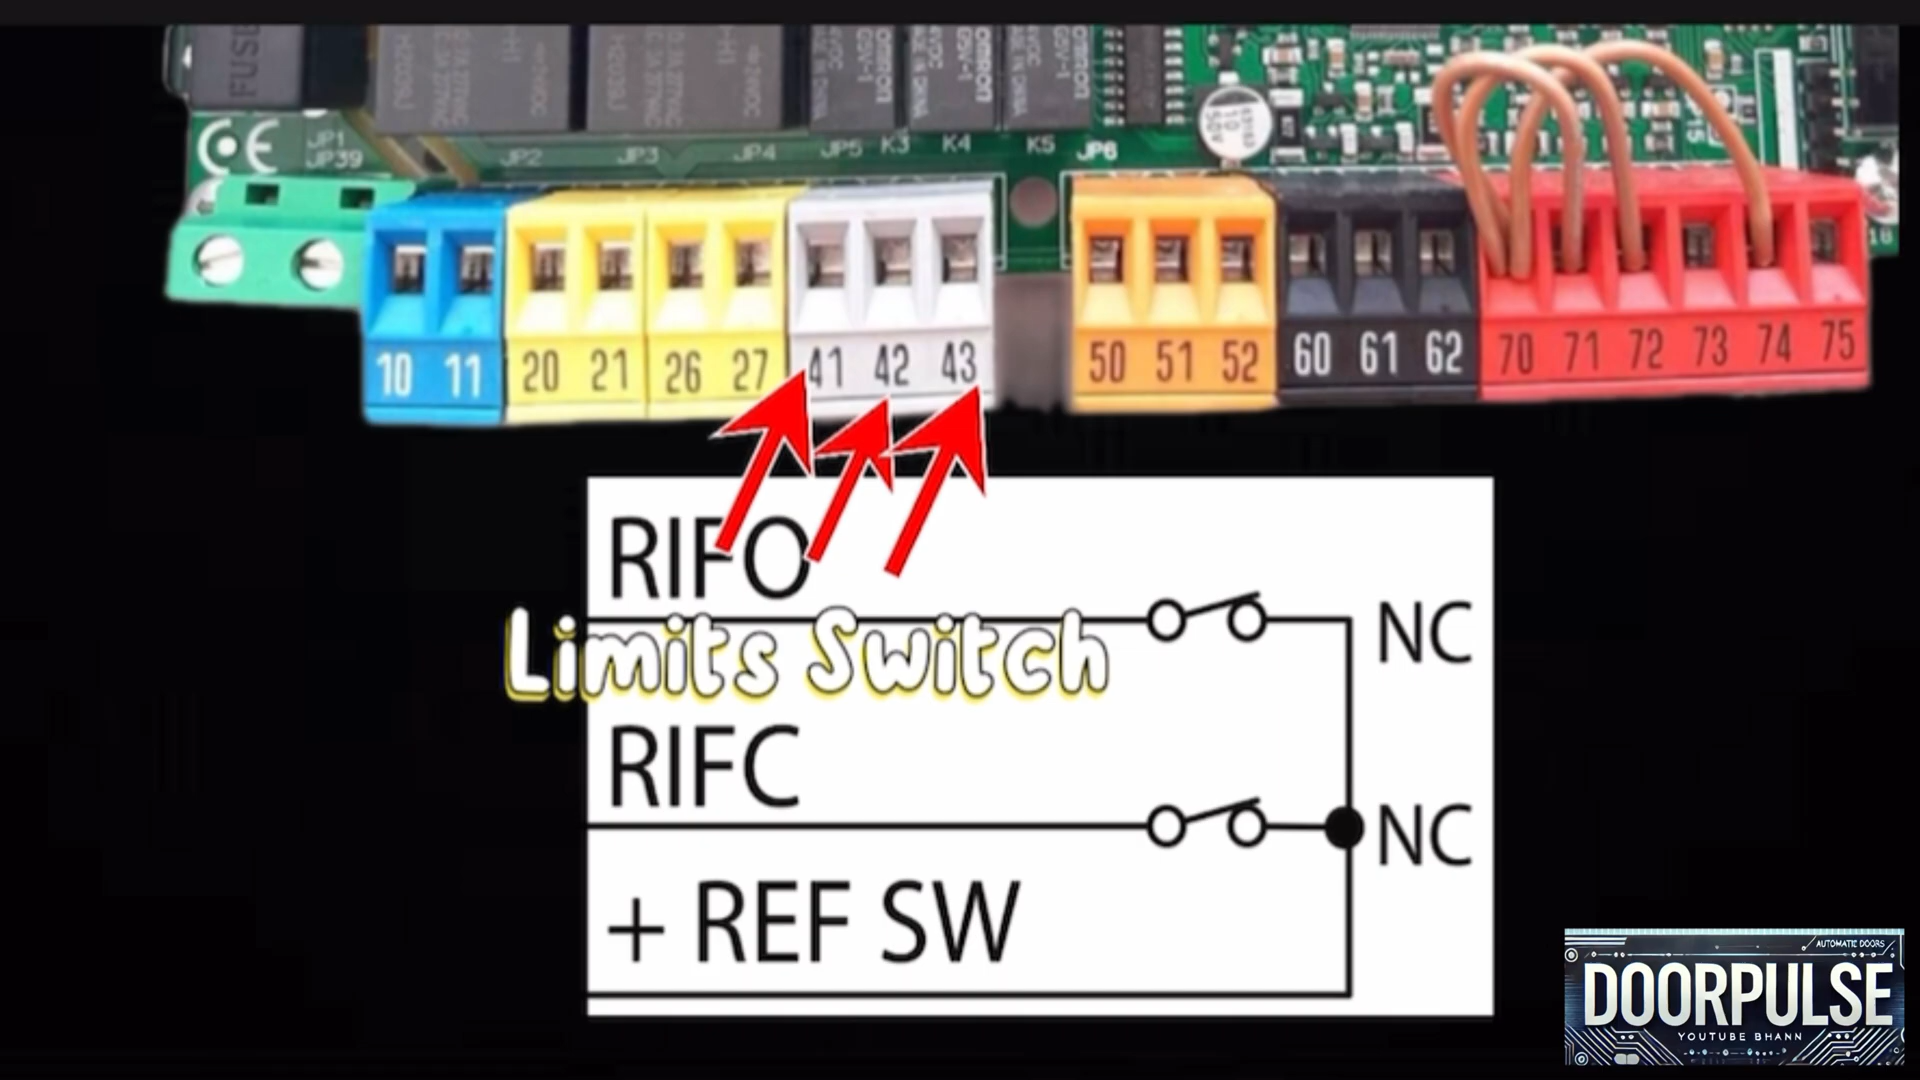 FUSE
CE
JP1
JP39
JP2
JP3
JP4
JP5
K3
K4
K5
JP6
10 11 20 21 26 27 41 42 43 50 51 52 60 61 62 70 71 72 73 74 75
RIFO
NC
Limits Switch
RIFC
NC
+ REF SW
AUTOMATIC DOORS
DOORPULSE
YOUTUBE BHANN